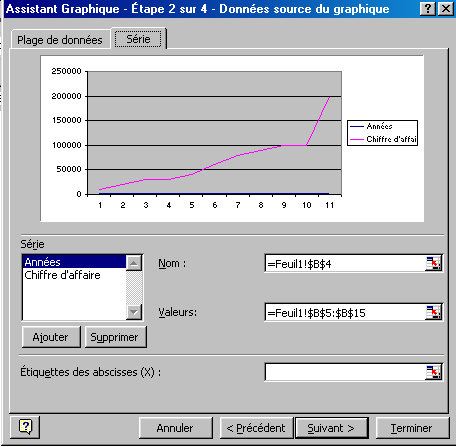 Assistant Graphique - Étape 2 sur 4 - Données source du graphique
Plage de données
Série
250000
200000
150000
100000
50000
0
1 2 3 4 5 6 7 8 9 10 11
Années
Chiffre d'affai
Série
Années
Chiffre d'affaire
Ajouter
Supprimer
Nom :
=Feuil1!$B$4
Valeurs:
=Feuil1!$B$5:$B$15
Étiquettes des abscisses (X) :
Annuler
< Précédent
Suivant >
Terminer